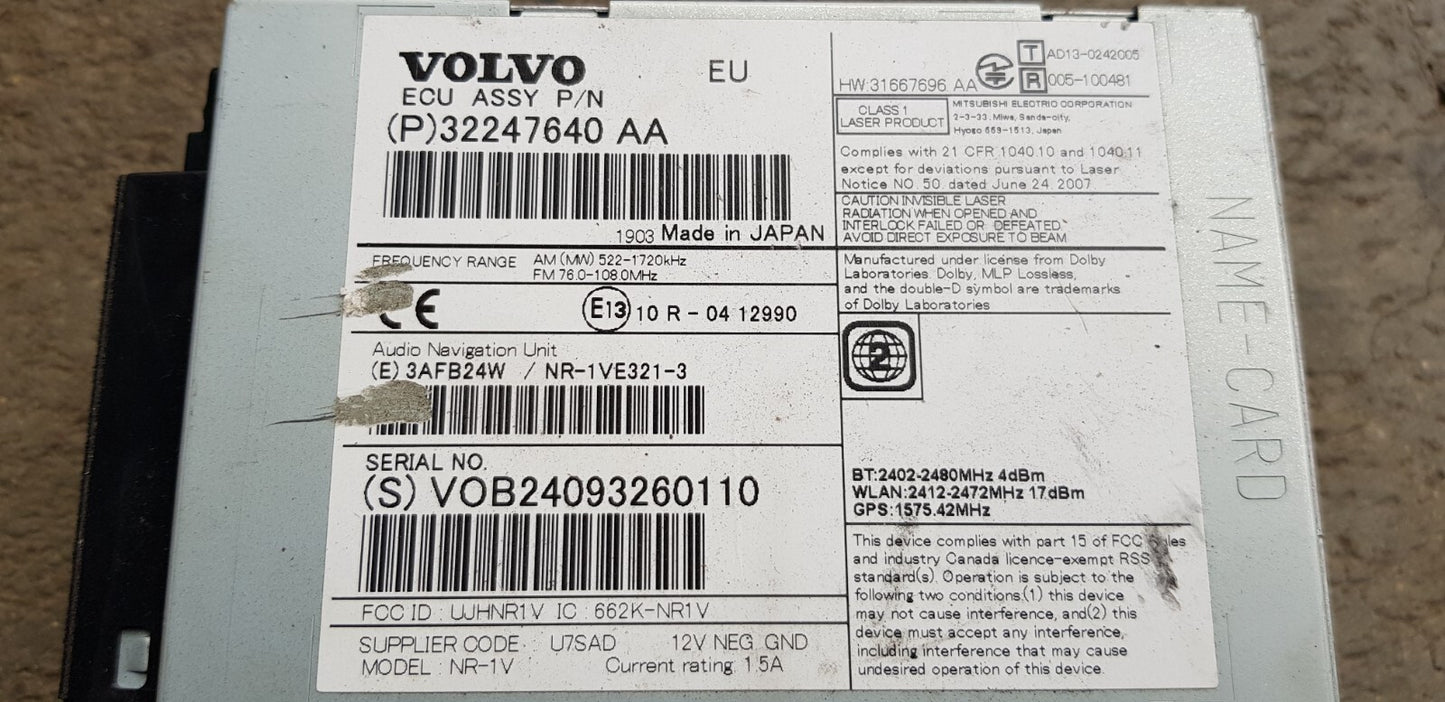 VOLVO EU
ECU ASSY P/N
(P)32247640 AA
1903 Made in JAPAN
FREQUENCY RANGE AM (MW) 522-1720kHz
FM 76.0-108.0MHz
CE E13 10 R - 04 12990
Audio Navigation Unit
(E) 3AFB24W / NR-1VE321-3
SERIAL NO.
(S) VOB24093260110
FCC ID : UJHNR1V IC : 662K-NR1V
SUPPLIER CODE : U7SAD 12V NEG. GND
MODEL : NR-1V Current rating 1.5A
HW:31667696 AA
T AD13-0242005
R 005-100481
CLASS 1
LASER PRODUCT
MITSUBISHI ELECTRIC CORPORATION
2-3-33, Miwa, Sanda-city,
Hyogo 669-1513, Japan
Complies with 21 CFR 1040.10 and 1040.11
except for deviations pursuant to Laser
Notice NO. 50, dated June 24, 2007
CAUTION INVISIBLE LASER
RADIATION WHEN OPENED AND
INTERLOCK FAILED OR DEFEATED.
AVOID DIRECT EXPOSURE TO BEAM
Manufactured under license from Dolby
Laboratories. Dolby, MLP Lossless,
and the double-D symbol are trademarks
of Dolby Laboratories
2
BT:2402-2480MHz 4dBm
WLAN:2412-2472MHz 17dBm
GPS:1575.42MHz
This device complies with part 15 of FCC Rules
and industry Canada licence-exempt RSS
standard(s). Operation is subject to the
following two conditions.(1) this device
may not cause interference, and(2) this
device must accept any interference,
including interference that may cause
undesired operation of this device.
NAME-CARD